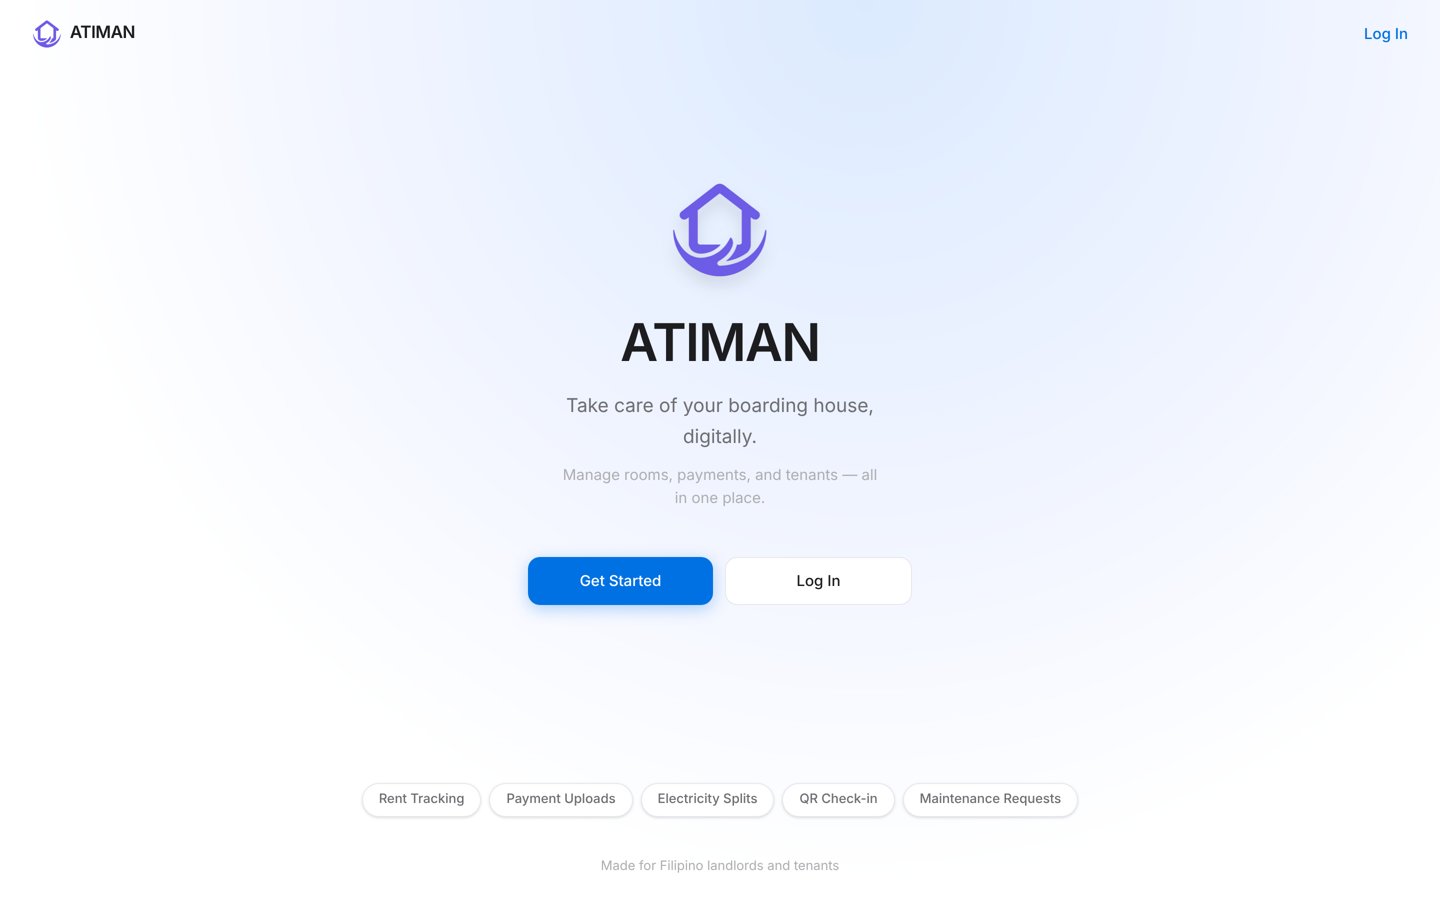 ATIMAN
Log In
ATIMAN
Take care of your boarding house,
digitally.
Manage rooms, payments, and tenants — all
in one place.
Get Started
Log In
Rent Tracking
Payment Uploads
Electricity Splits
QR Check-in
Maintenance Requests
Made for Filipino landlords and tenants